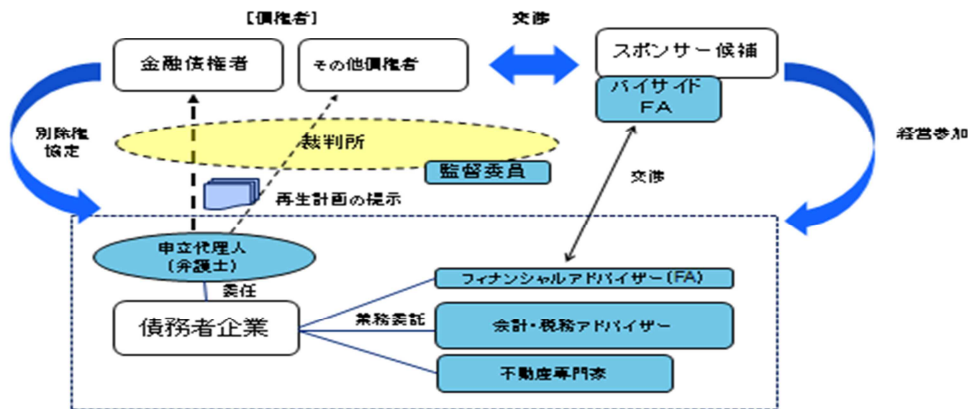 [債権者]
交渉
金融債権者
その他債権者
スポンサー候補
バイサイド
FA
別除権
協定
裁判所
監督委員
経営参加
交渉
再生計画の提示
申立代理人
(弁護士)
委任
フィナンシャルアドバイザー(FA)
債務者企業
業務委託
会計・税務アドバイザー
不動産専門家